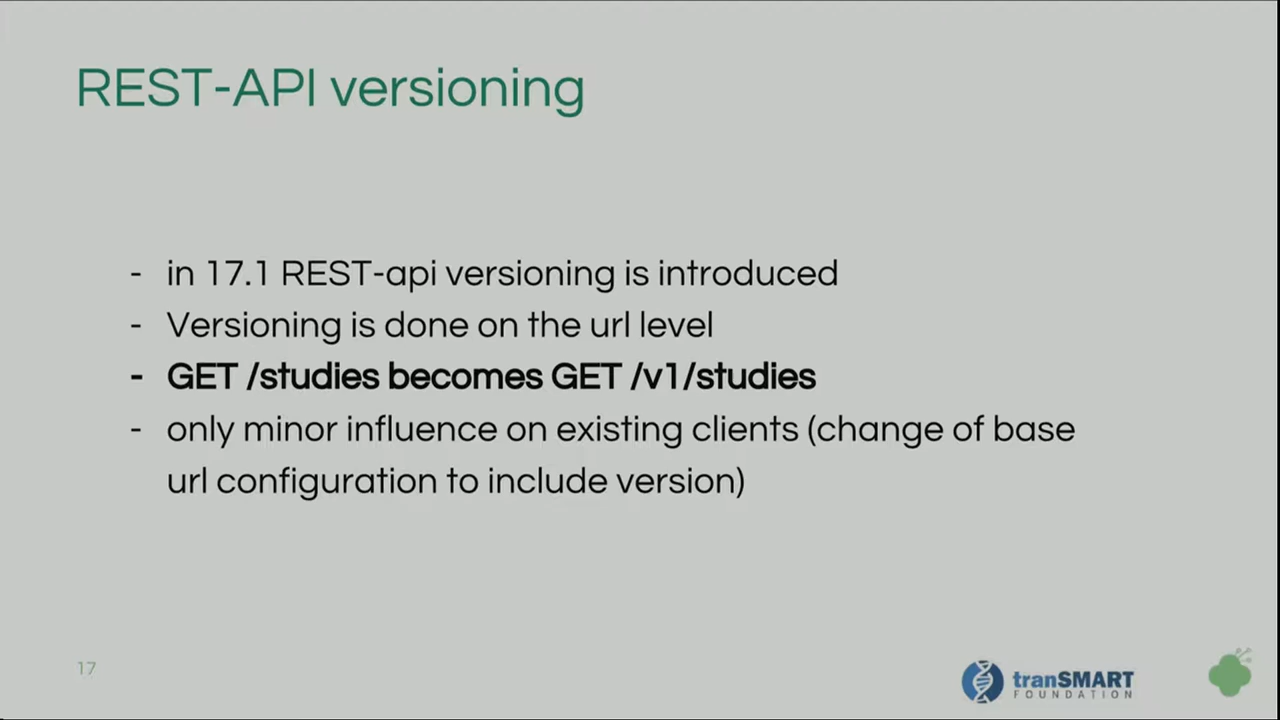 REST-API versioning
- in 17.1 REST-api versioning is introduced
- Versioning is done on the url level
- GET /studies becomes GET /v1/studies
- only minor influence on existing clients (change of base
url configuration to include version)
17
tranSMART
FOUNDATION